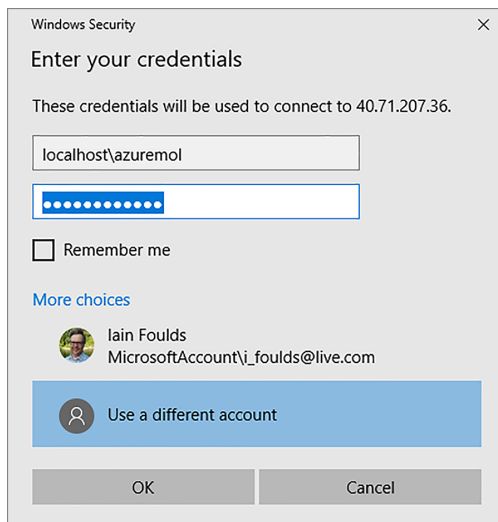 Windows Security
Enter your credentials
These credentials will be used to connect to 40.71.207.36.
localhost\azuremol
●●●●●●●●●●●●
Remember me
More choices
Iain Foulds
MicrosoftAccount\i_foulds@live.com
Use a different account
OK
Cancel